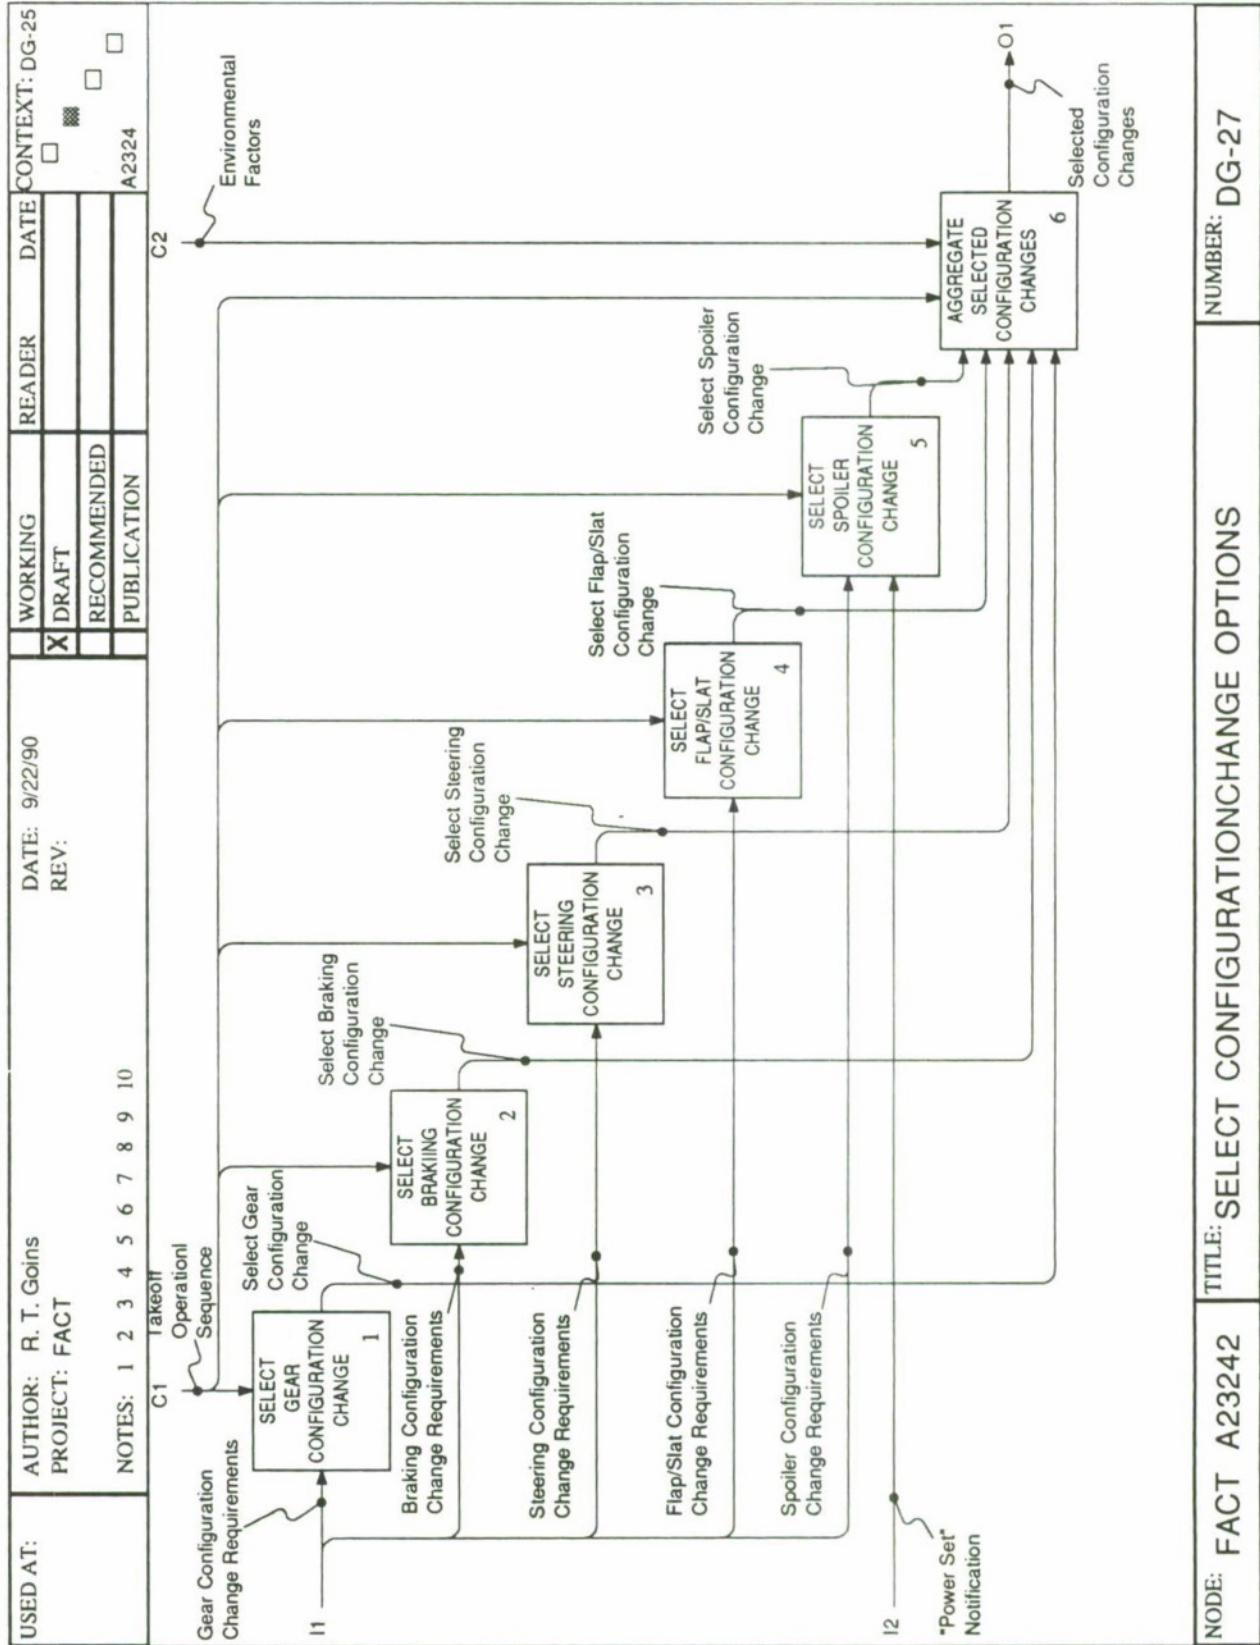 USED AT:
AUTHOR: R. T. Goins
PROJECT: FACT
DATE: 9/22/90
REV:
NOTES: 1 2 3 4 5 6 7 8 9 10
WORKING
X DRAFT
RECOMMENDED
PUBLICATION
READER
DATE
CONTEXT: DG-25
A2324
C1
Takeoff
Operationl
Sequence
C2
Environmental
Factors
Gear Configuration
Change Requirements
I1
SELECT
GEAR
CONFIGURATION
CHANGE
1
Select Gear
Configuration
Change
Braking Configuration
Change Requirements
SELECT
BRAKIING
CONFIGURATION
CHANGE
2
Select Braking
Configuration
Change
Steering Configuration
Change Requirements
SELECT
STEERING
CONFIGURATION
CHANGE
3
Select Steering
Configuration
Change
Flap/Slat Configuration
Change Requirements
SELECT
FLAP/SLAT
CONFIGURATION
CHANGE
4
Select Flap/Slat
Configuration
Change
Spoiler Configuration
Change Requirements
SELECT
SPOILER
CONFIGURATION
CHANGE
5
Select Spoiler
Configuration
Change
I2
"Power Set"
Notification
AGGREGATE
SELECTED
CONFIGURATION
CHANGES
6
O1
Selected
Configuration
Changes
NODE: FACT A23242
TITLE: SELECT CONFIGURATIONCHANGE OPTIONS
NUMBER: DG-27